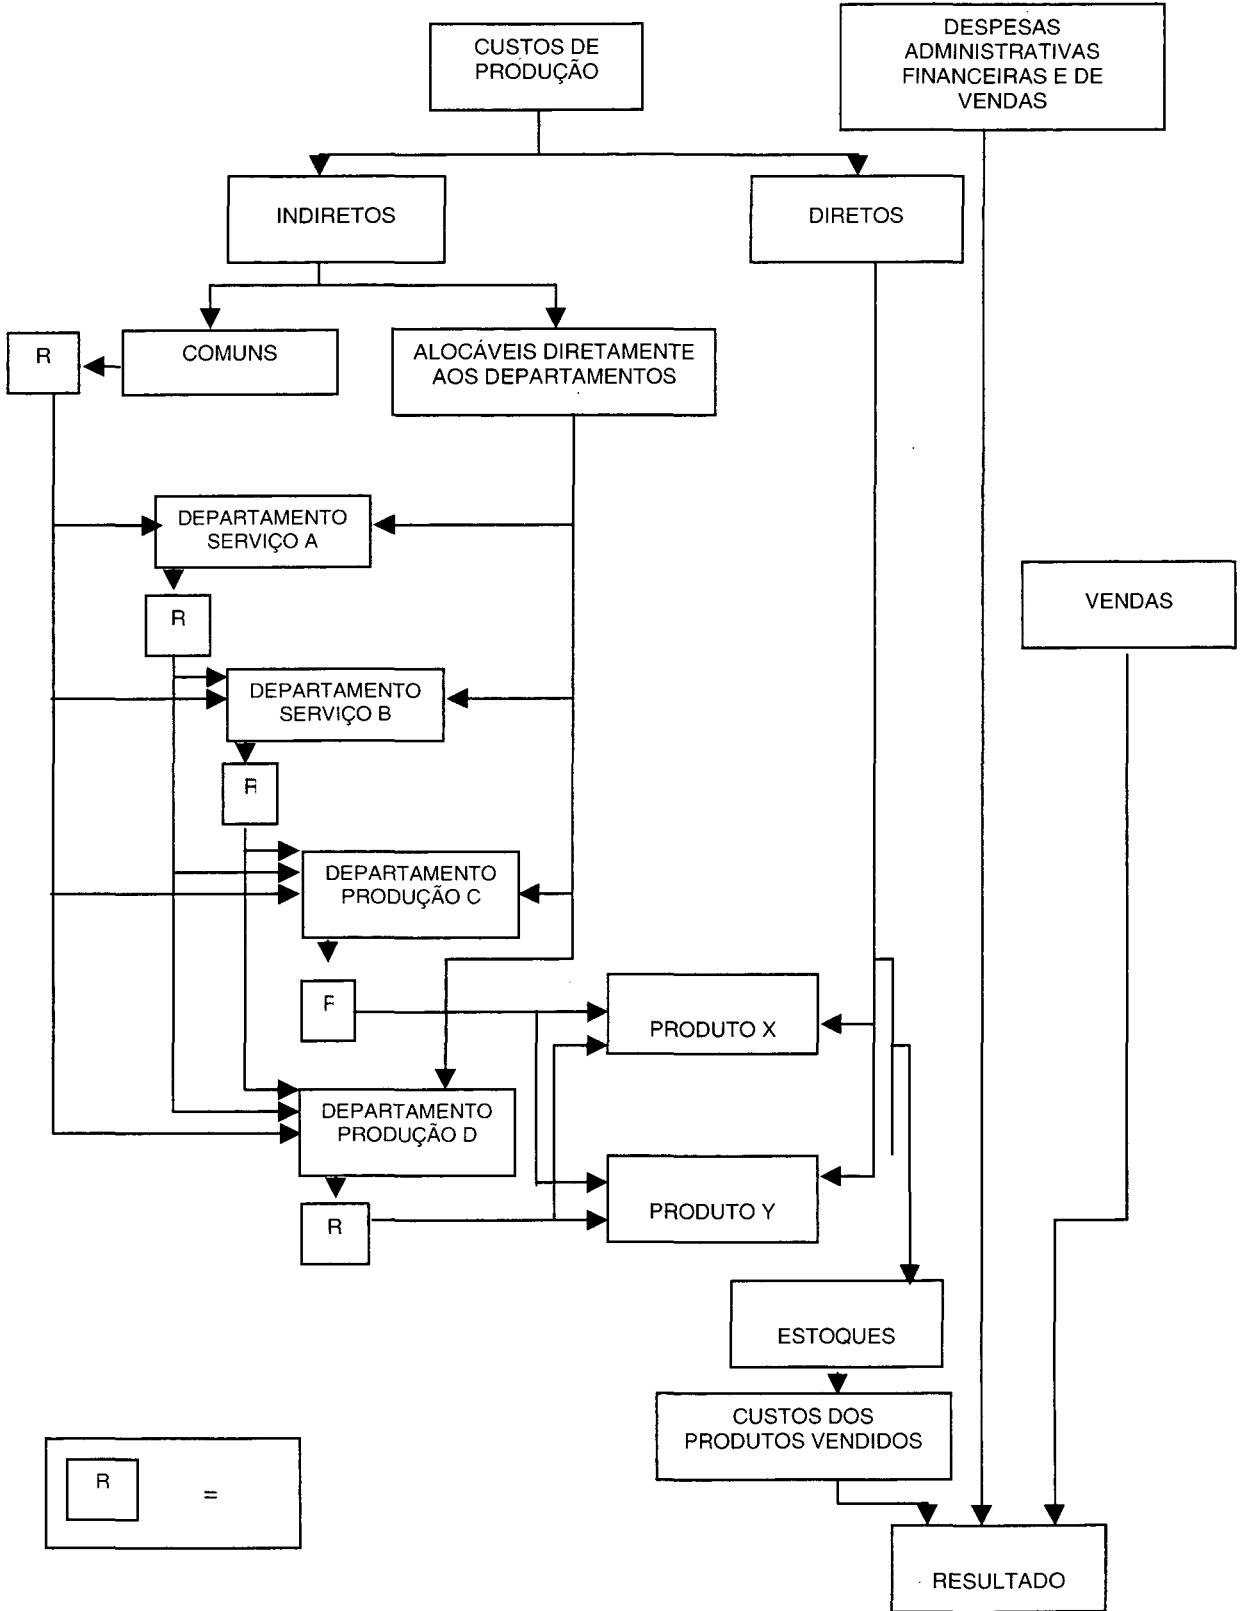 CUSTOS DE
PRODUÇÃO
DESPESAS
ADMINISTRATIVAS
FINANCEIRAS E DE
VENDAS
INDIRETOS
DIRETOS
R
COMUNS
ALOCÁVEIS DIRETAMENTE
AOS DEPARTAMENTOS
DEPARTAMENTO
SERVIÇO A
R
VENDAS
DEPARTAMENTO
SERVIÇO B
R
DEPARTAMENTO
PRODUÇÃO C
R
PRODUTO X
DEPARTAMENTO
PRODUÇÃO D
R
PRODUTO Y
ESTOQUES
CUSTOS DOS
PRODUTOS VENDIDOS
R =
RESULTADO